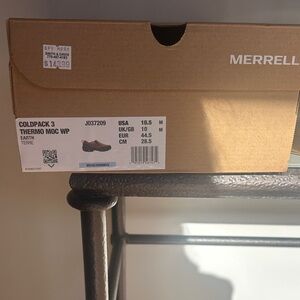 MERRELL
COLDPACK 3
THERMO MOC WP
EARTH
TERRE
J037209
USA 10.5 M
UK/GB 10 M
EUR 44.5
CM 28.5